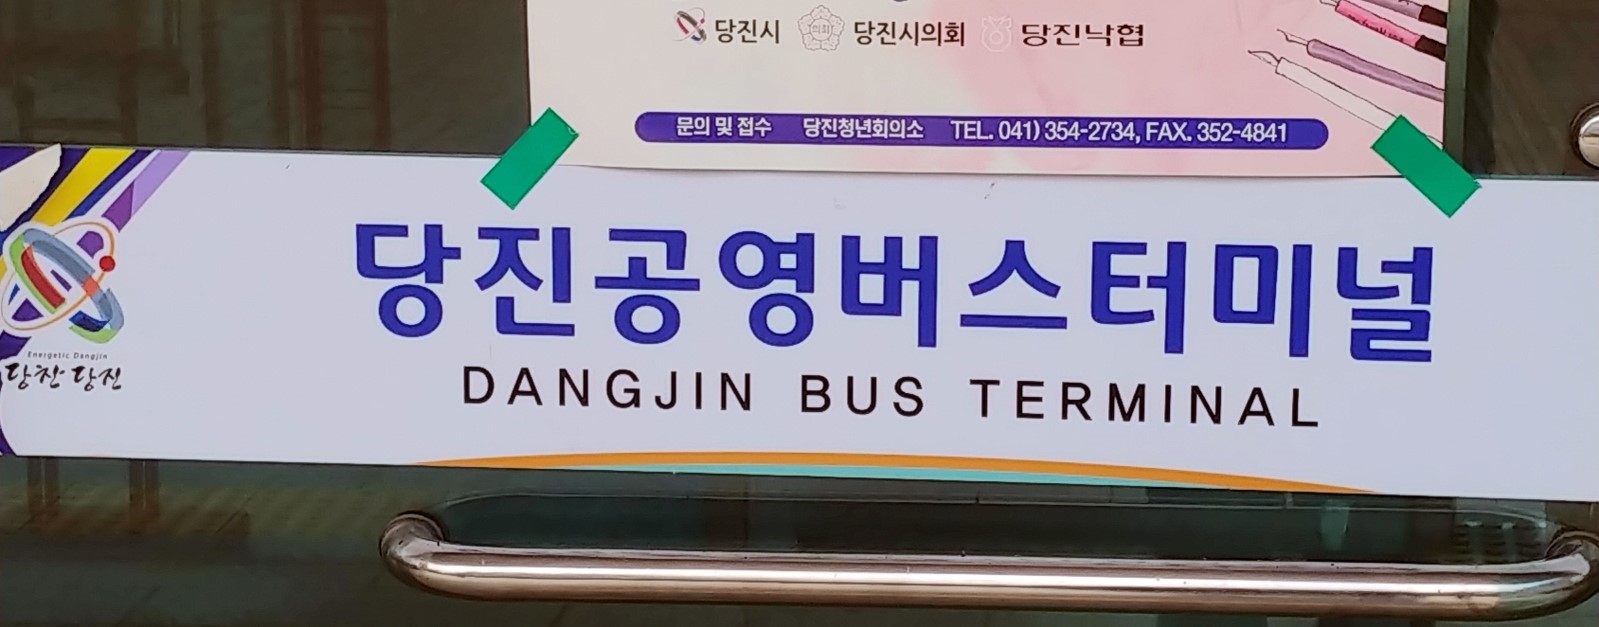 당진시 의회 당진시의회 당진낙협
문의 및 접수 당진청년회의소 TEL. 041) 354-2734, FAX. 352-4841
당진공영버스터미널
DANGJIN BUS TERMINAL
Energetic Dangjin
당찬 당진